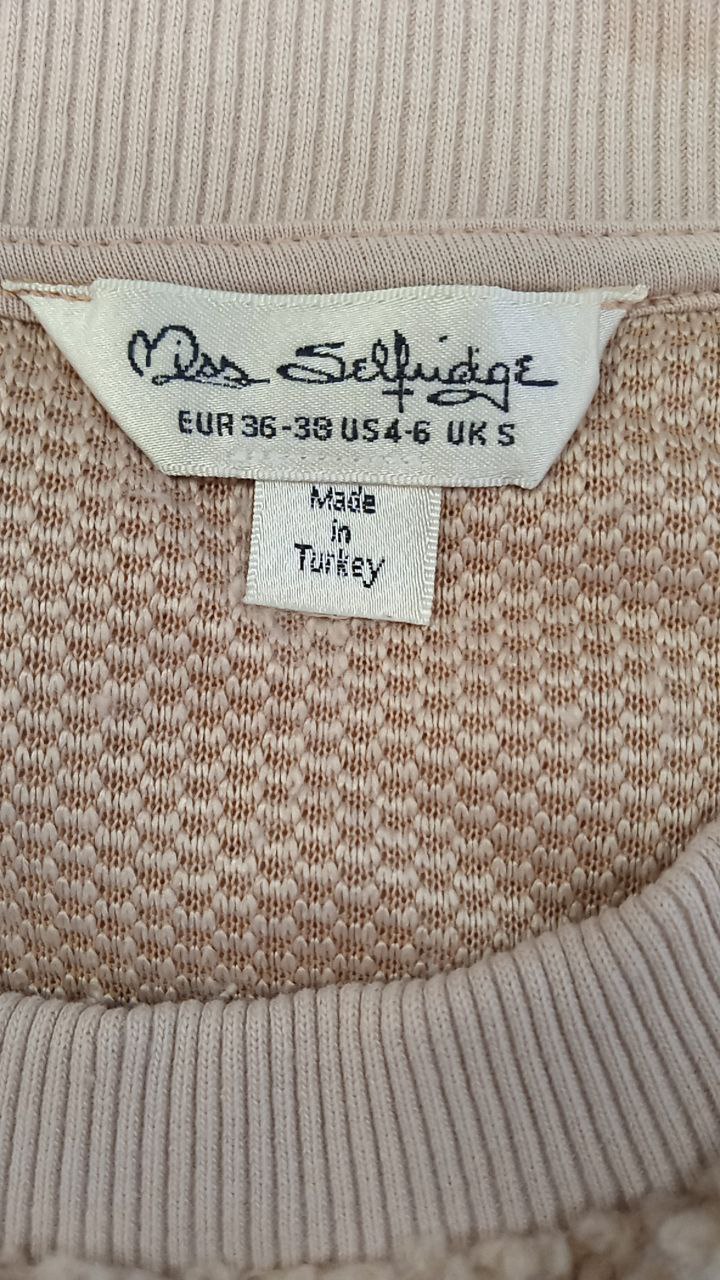 Miss Selfridge
EUR 36-38 US 4-6 UK S
Made
in
Turkey